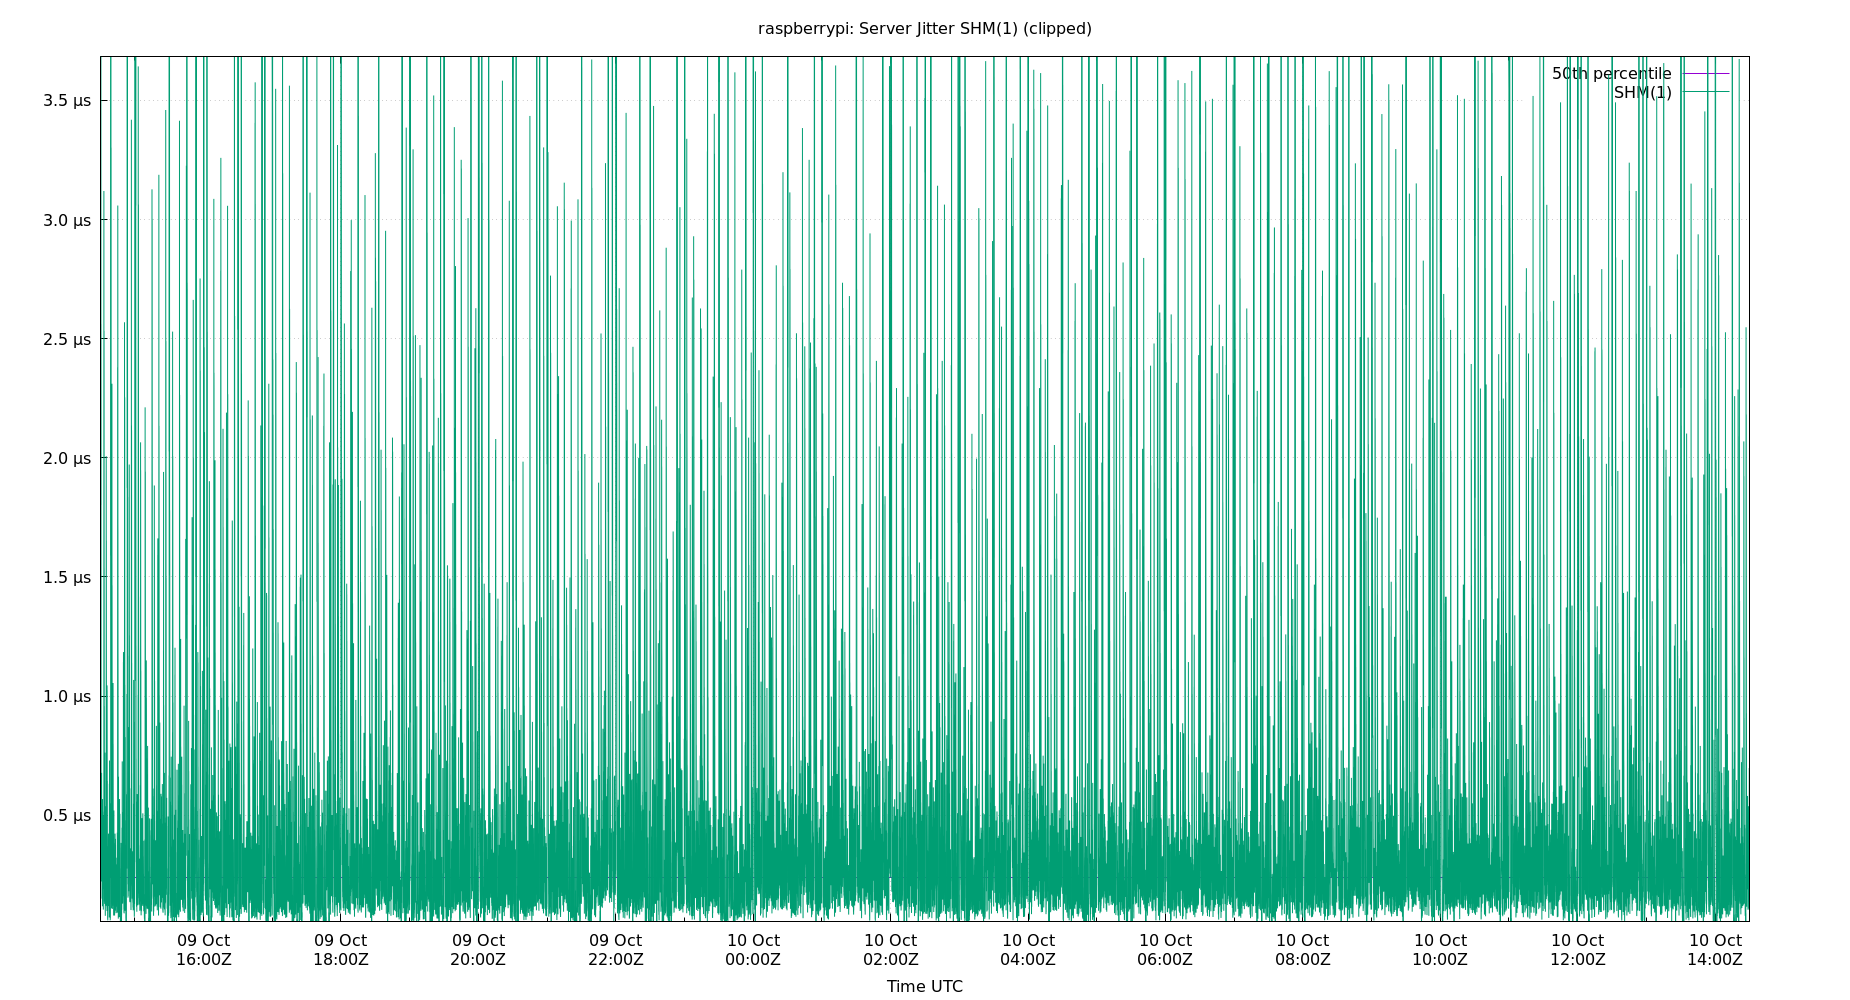 raspberrypi: Server Jitter SHM(1) (clipped)
50th percentile
SHM(1)
3.5 µs
3.0 µs
2.5 µs
2.0 µs
1.5 µs
1.0 µs
0.5 µs
09 Oct 09 Oct 09 Oct 09 Oct 10 Oct 10 Oct 10 Oct 10 Oct 10 Oct 10 Oct 10 Oct 10 Oct
16:00Z 18:00Z 20:00Z 22:00Z 00:00Z 02:00Z 04:00Z 06:00Z 08:00Z 10:00Z 12:00Z 14:00Z
Time UTC